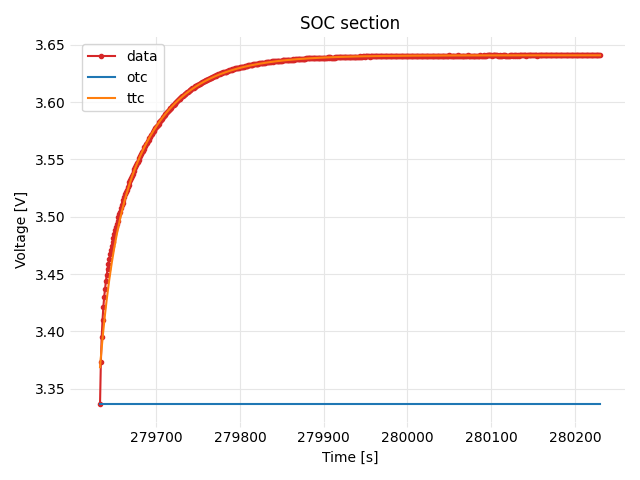 SOC section
data
otc
ttc
Voltage [V]
3.65
3.60
3.55
3.50
3.45
3.40
3.35
279700 279800 279900 280000 280100 280200
Time [s]